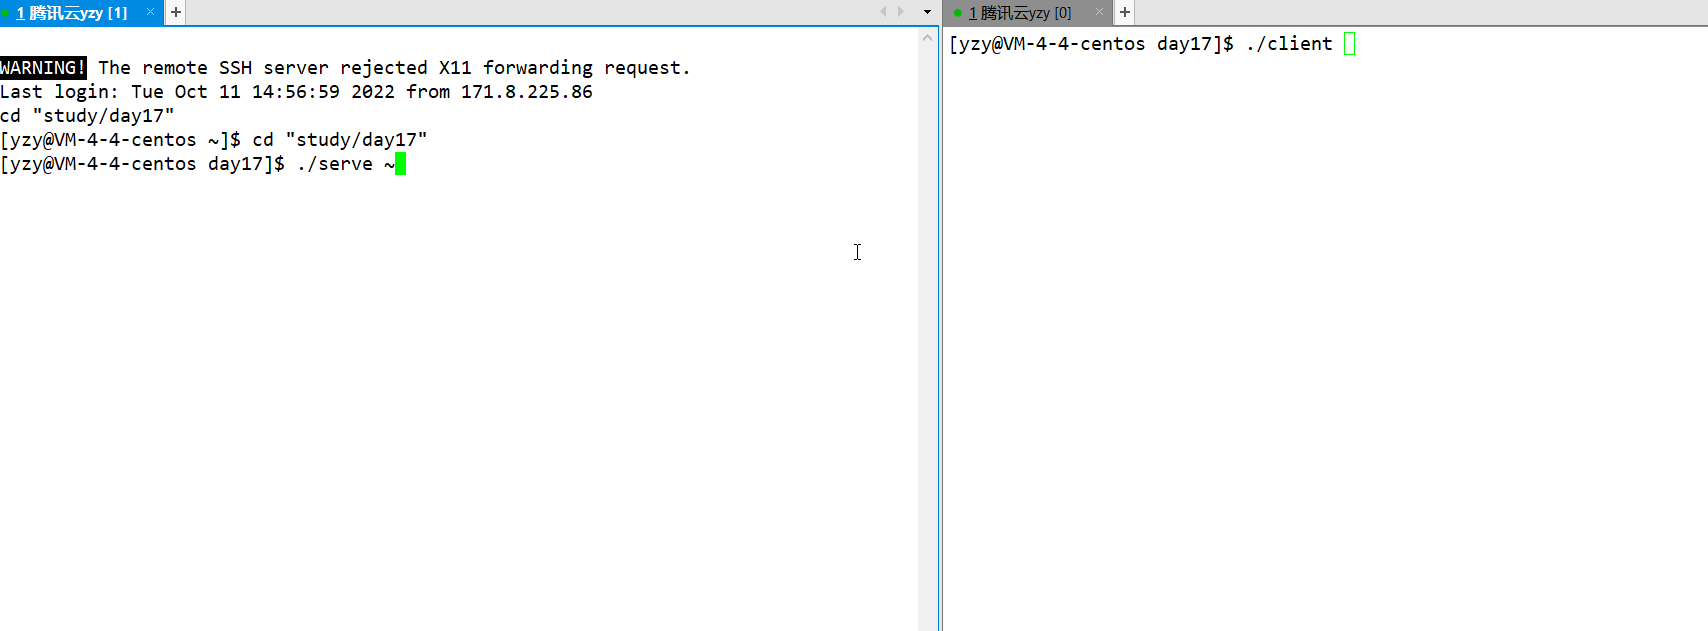 1 腾讯云yzy [1] × +
WARNING! The remote SSH server rejected X11 forwarding request.
Last login: Tue Oct 11 14:56:59 2022 from 171.8.225.86
cd "study/day17"
[yzy@VM-4-4-centos ~]$ cd "study/day17"
[yzy@VM-4-4-centos day17]$ ./serve ~
1 腾讯云yzy [0] × +
[yzy@VM-4-4-centos day17]$ ./client